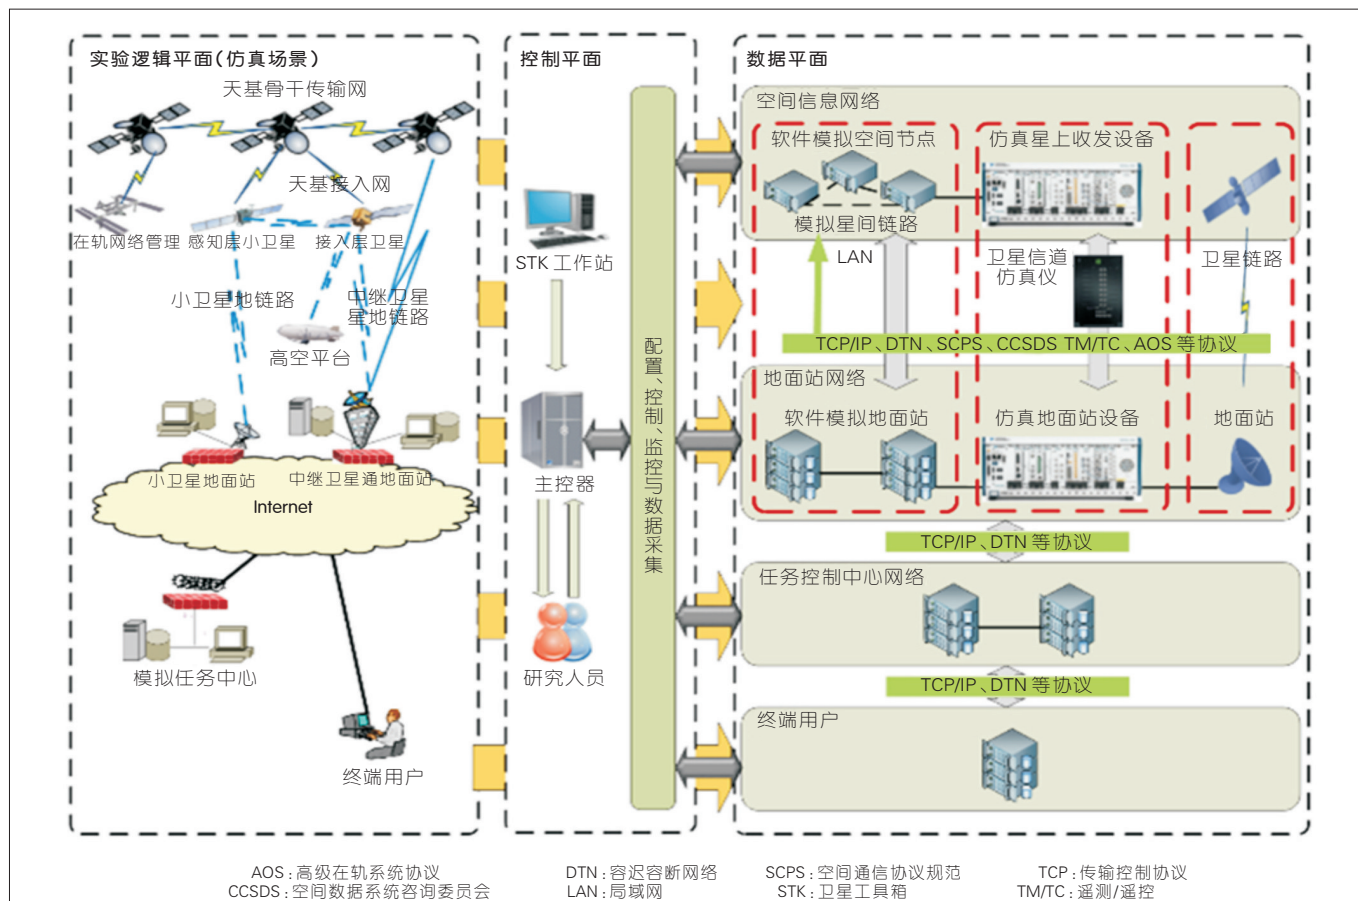 实验逻辑平面(仿真场景)
天基骨干传输网
天基接入网
在轨网络管理
感知层小卫星
接入层卫星
小卫星地链路
中继卫星
星地链路
高空平台
小卫星地面站
中继卫星通地面站
Internet
模拟任务中心
终端用户
控制平面
STK 工作站
主控器
研究人员
配置、控制、监控与数据采集
数据平面
空间信息网络
软件模拟空间节点
仿真星上收发设备
模拟星间链路
LAN
卫星信道
仿真仪
卫星链路
TCP/IP、DTN、SCPS、CCSDS TM/TC、AOS 等协议
地面站网络
软件模拟地面站
仿真地面站设备
地面站
TCP/IP、DTN 等协议
任务控制中心网络
TCP/IP、DTN 等协议
终端用户
AOS:高级在轨系统协议
DTN:容迟容断网络
SCPS:空间通信协议规范
TCP:传输控制协议
CCSDS:空间数据系统咨询委员会
LAN:局域网
STK:卫星工具箱
TM/TC:遥测/遥控